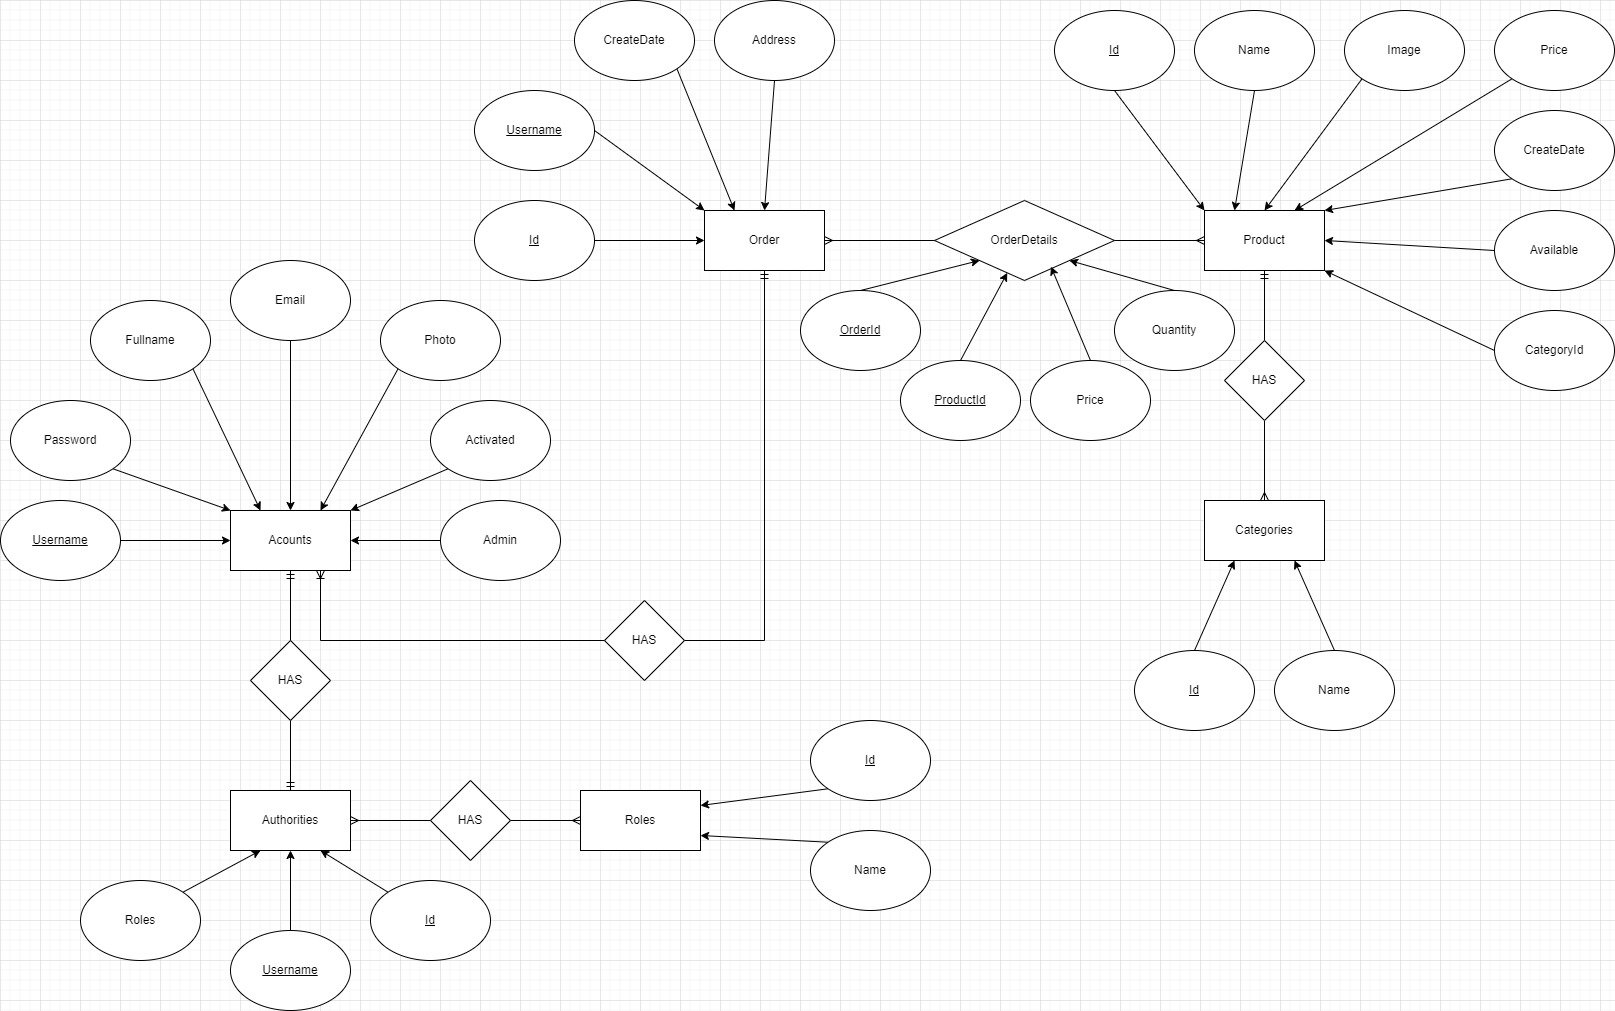 CreateDate
Address
Id
Name
Image
Price
Username
CreateDate
Id
Order
OrderDetails
Product
Available
Email
OrderId
Quantity
Fullname
Photo
CategoryId
ProductId
Price
HAS
Password
Activated
Username
Acounts
Admin
Categories
HAS
HAS
Id
Name
Id
Authorities
HAS
Roles
Name
Roles
Id
Username